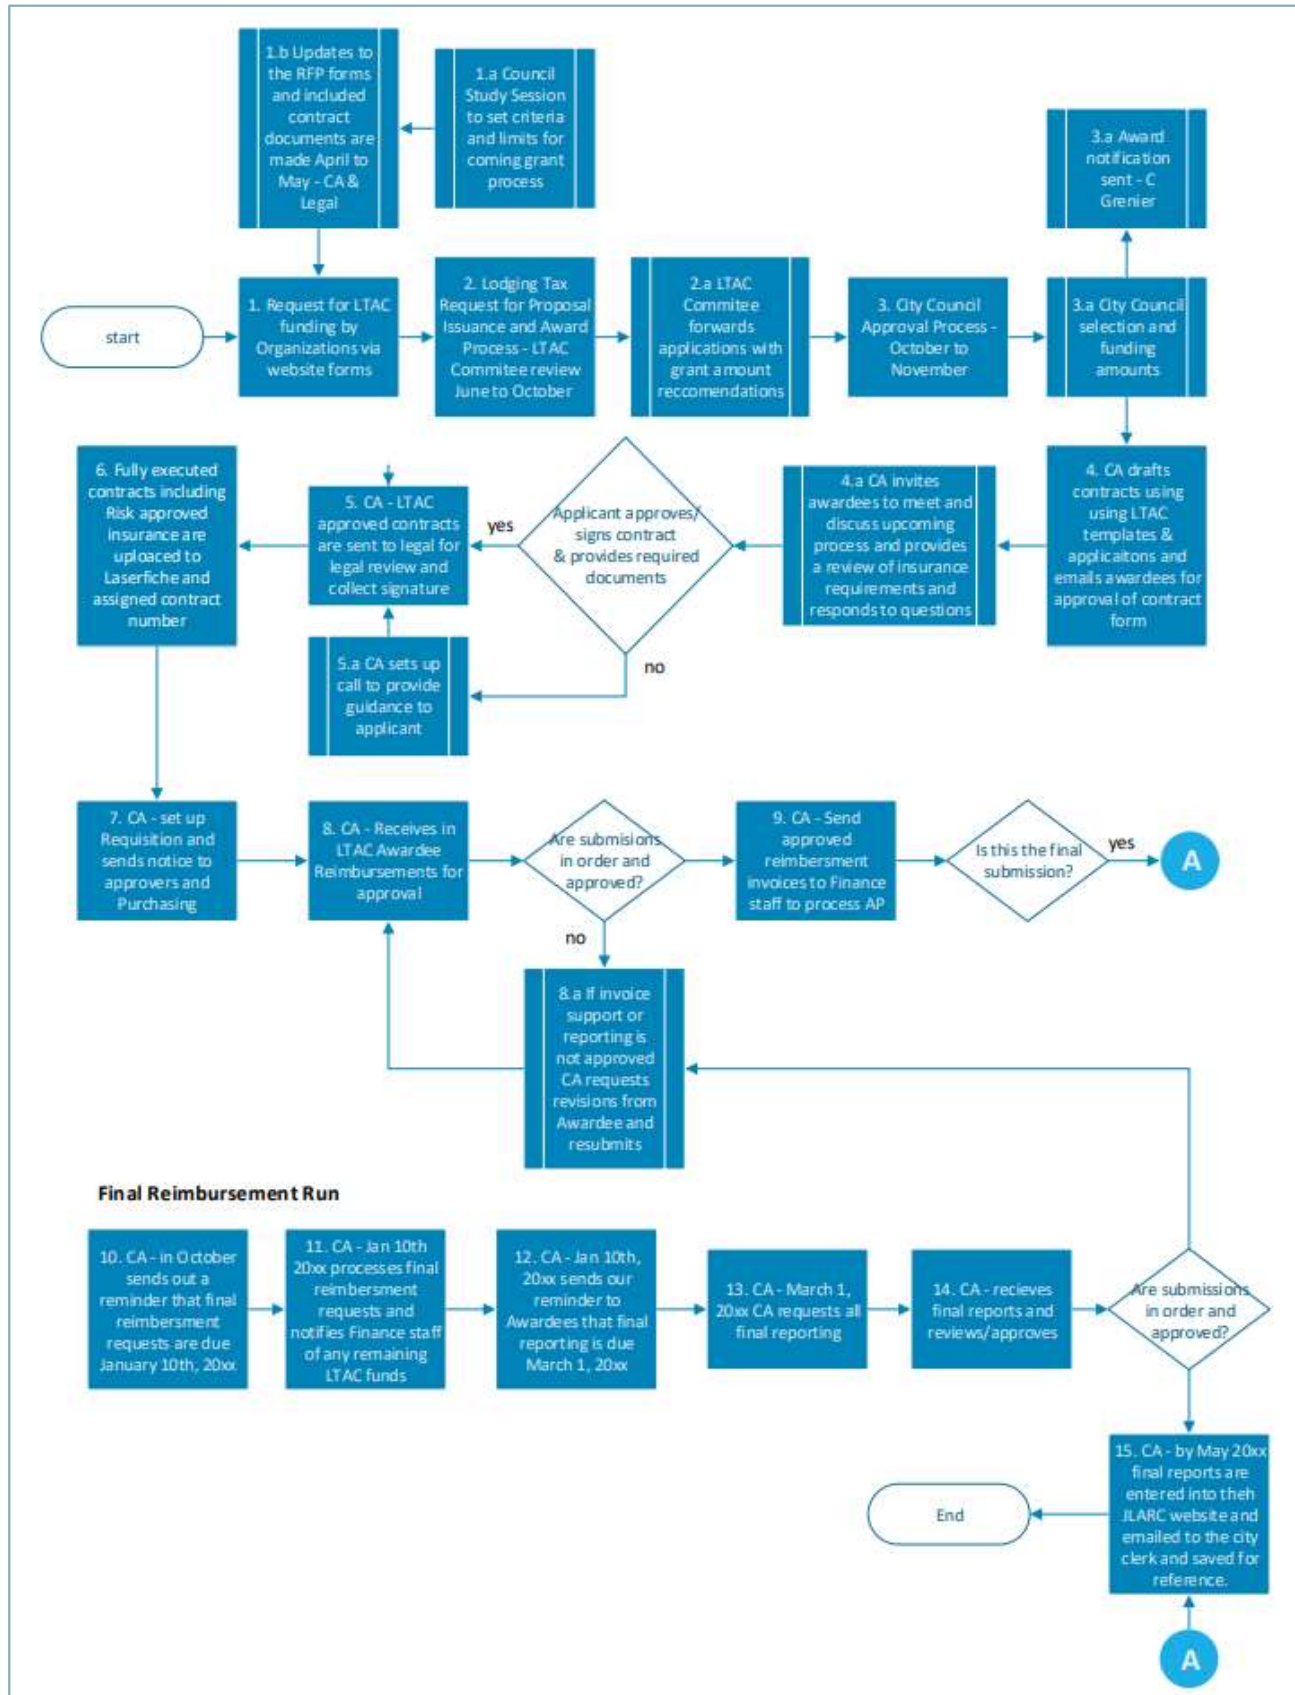 1.b Updates to
the RFP forms
and included
contract
documents are
made April to
May - CA &
Legal
1.a Council
Study Session
to set criteria
and limits for
coming grant
process
3.a Award
notification
sent - C
Grenier
start
1. Request for LTAC
funding by
Organizations via
website forms
2. Lodging Tax
Request for Proposal
Issuance and Award
Process - LTAC
Commitee review
June to October
2.a LTAC
Commitee
forwards
applications with
grant amount
reccomendations
3. City Council
Approval Process -
October to
November
3.a City Council
selection and
funding
amounts
6. Fully executed
contracts including
Risk approved
insurance are
uploaced to
Laserfiche and
assigned contract
number
5. CA - LTAC
approved contracts
are sent to legal for
legal review and
collect signature
yes
Applicant approves/
signs contract
& provides required
documents
4.a CA invites
awardees to meet and
discuss upcoming
process and provides
a review of insurance
requirements and
responds to questions
4. CA drafts
contracts using
using LTAC
templates &
applicaitons and
emails awardees for
approval of contract
form
no
5.a CA sets up
call to provide
guidance to
applicant
7. CA - set up
Requisition and
sends notice to
approvers and
Purchasing
8. CA - Receives in
LTAC Awardee
Reimbursements for
approval
Are submisions
in order and
approved?
9. CA - Send
approved
reimbersment
invoices to Finance
staff to process AP
Is this the final
submission?
yes
A
no
8.a If invoice
support or
reporting is
not approved
CA requests
revisions from
Awardee and
resubmits
Final Reimbursement Run
10. CA - in October
sends out a
reminder that final
reimbersment
requests are due
January 10th, 20xx
11. CA - Jan 10th
20xx processes final
reimbersment
requests and
notifies Finance staff
of any remaining
LTAC funds
12. CA - Jan 10th,
20xx sends our
reminder to
Awardees that final
reporting is due
March 1, 20xx
13. CA - March 1,
20xx CA requests all
final reporting
14. CA - recieves
final reports and
reviews/approves
Are submissions
in order and
approved?
15. CA - by May 20xx
final reports are
entered into theh
JLARC website and
emailed to the city
clerk and saved for
reference.
End
A